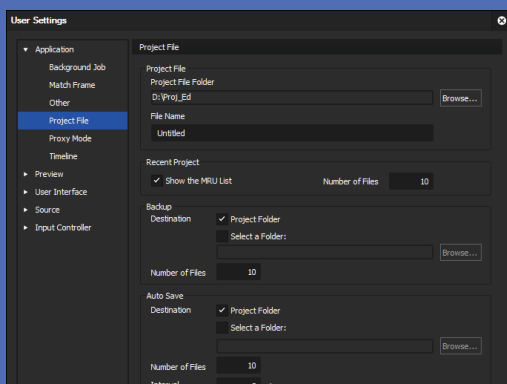 User Settings
Application
Background Job
Match Frame
Other
Project File
Proxy Mode
Timeline
Preview
User Interface
Source
Input Controller
Project File
Project File
Project File Folder
D:\Proj_Ed
Browse...
File Name
Untitled
Recent Project
Show the MRU List
Number of Files
10
Backup
Destination
Project Folder
Select a Folder:
Browse...
Number of Files
10
Auto Save
Destination
Project Folder
Select a Folder:
Browse...
Number of Files
10
Interval